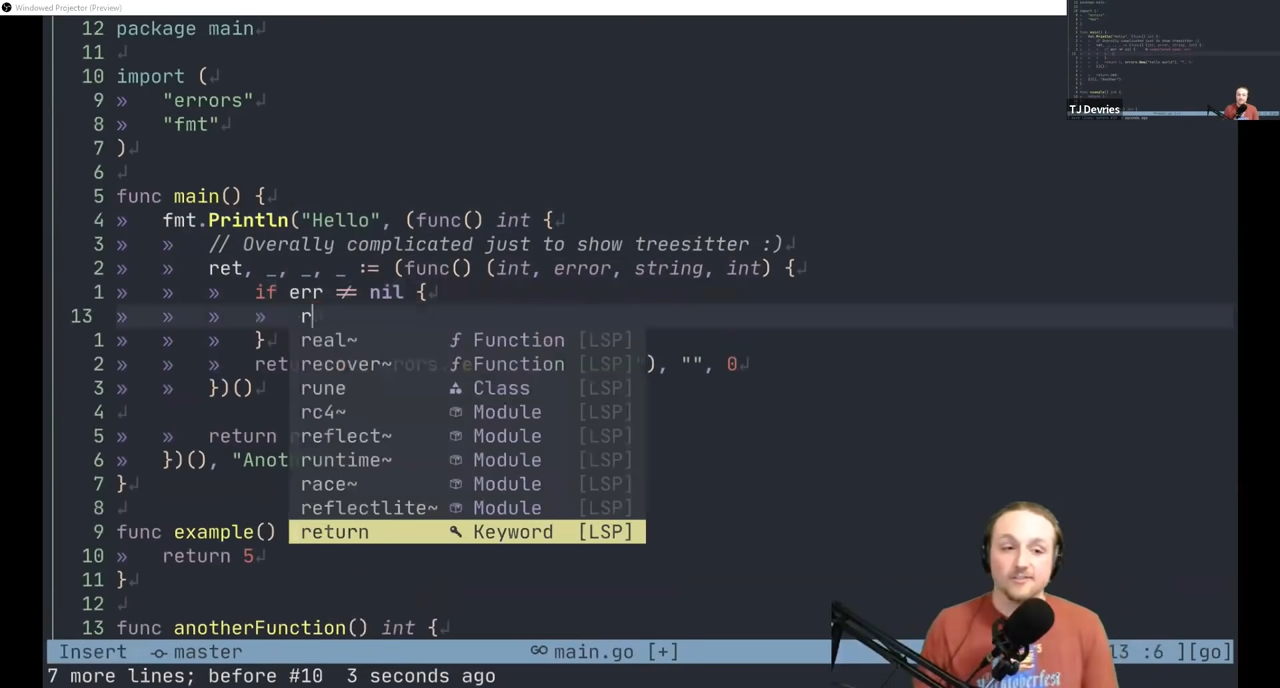 Windowed Projector (Preview)
TJ Devries
12 package main
11
10 import (
9 » "errors"
8 » "fmt"
7 )
6
5 func main() {
4 » fmt.Println("Hello", (func() int {
3 » » // Overally complicated just to show treesitter :)
2 » » ret, _, _, _ := (func() (int, error, string, int) {
1 » » » if err ≠ nil {
13 » » » » r
1 » » » }
real~ ƒ Function [LSP]
2 » » » retu rors. e "), "", 0
recover~ ƒ Function [LSP]
3 » » })()
rune Class [LSP]
4
rc4~ Module [LSP]
5 » » return r
reflect~ Module [LSP]
6 » })(), "Anot
runtime~ Module [LSP]
7 }
race~ Module [LSP]
8
reflectlite~ Module [LSP]
9 func example()
return Keyword [LSP]
10 » return 5
11 }
12
13 func anotherFunction() int {
Insert master main.go [+] 13 :6 ][go]
7 more lines; before #10 3 seconds ago